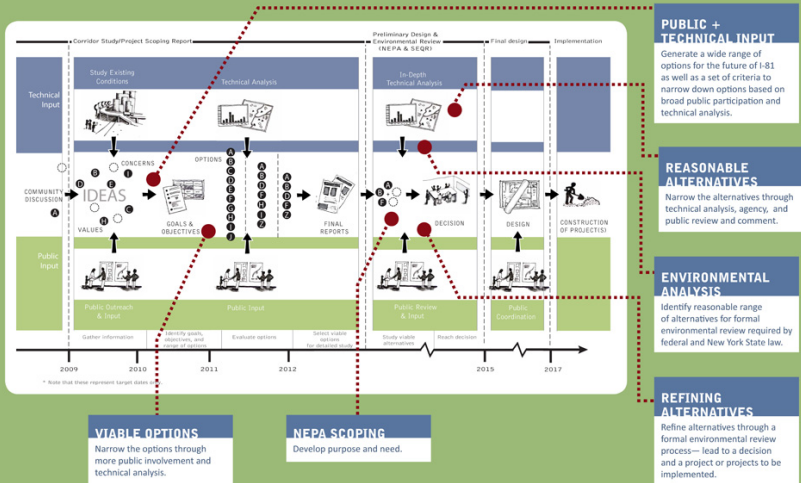 Corridor Study/Project Scoping Report
Preliminary Design &
Environmental Review
(NEPA & SEQR)
Final design
Implementation
Technical
Input
Study Existing
Conditions
Technical Analysis
In-Depth
Technical Analysis
COMMUNITY
DISCUSSION
CONCERNS
IDEAS
VALUES
A
D
B
E
I
C
H
GOALS &
OBJECTIVES
OPTIONS
A
B
C
D
E
F
G
H
I
J
A
B
D
F
H
I
Z
A
B
D
F
Z
FINAL
REPORTS
A
F
DECISION
DESIGN
CONSTRUCTION
OF PROJECT(S)
Public
Input
Public Outreach
& Input
Public Input
Public Review
& Input
Public
Coordination
Gather information
Identify goals,
objectives, and
range of options
Evaluate options
Select viable
options
for detailed study
Study viable
alternatives
Reach decision
2009
2010
2011
2012
2015
2017
* Note that these represent target dates only.
PUBLIC +
TECHNICAL INPUT
Generate a wide range of
options for the future of I-81
as well as a set of criteria to
narrow down options based on
broad public participation and
technical analysis.
REASONABLE
ALTERNATIVES
Narrow the alternatives through
technical analysis, agency, and
public review and comment.
ENVIRONMENTAL
ANALYSIS
Identify reasonable range
of alternatives for formal
environmental review required by
federal and New York State law.
REFINING
ALTERNATIVES
Refine alternatives through a
formal environmental review
process— lead to a decision
and a project or projects to be
implemented.
VIABLE OPTIONS
Narrow the options through
more public involvement and
technical analysis.
NEPA SCOPING
Develop purpose and need.